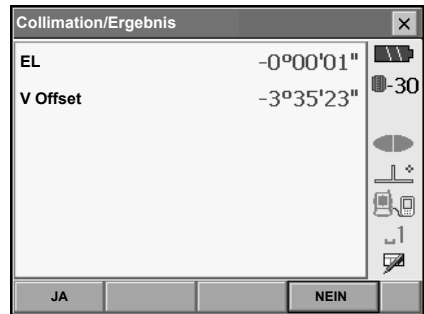 Collimation/Ergebnis
EL -0°00'01"
V Offset -3°35'23"
-30
1
JA NEIN